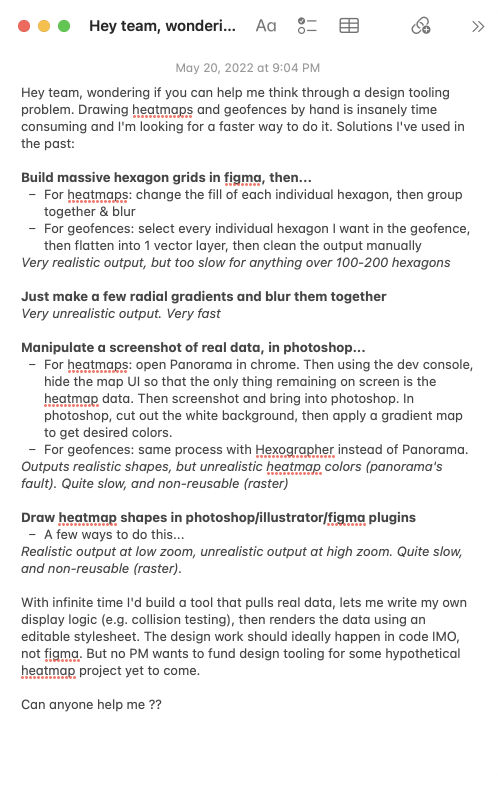 Hey team, wonderi...
Aa
May 20, 2022 at 9:04 PM
Hey team, wondering if you can help me think through a design tooling
problem. Drawing heatmaps and geofences by hand is insanely time
consuming and I'm looking for a faster way to do it. Solutions I've used in
the past:
Build massive hexagon grids in figma, then...
– For heatmaps: change the fill of each individual hexagon, then group
together & blur
– For geofences: select every individual hexagon I want in the geofence,
then flatten into 1 vector layer, then clean the output manually
Very realistic output, but too slow for anything over 100-200 hexagons
Just make a few radial gradients and blur them together
Very unrealistic output. Very fast
Manipulate a screenshot of real data, in photoshop...
– For heatmaps: open Panorama in chrome. Then using the dev console,
hide the map UI so that the only thing remaining on screen is the
heatmap data. Then screenshot and bring into photoshop. In
photoshop, cut out the white background, then apply a gradient map
to get desired colors.
– For geofences: same process with Hexographer instead of Panorama.
Outputs realistic shapes, but unrealistic heatmap colors (panorama's
fault). Quite slow, and non-reusable (raster)
Draw heatmap shapes in photoshop/illustrator/figma plugins
– A few ways to do this...
Realistic output at low zoom, unrealistic output at high zoom. Quite slow,
and non-reusable (raster).
With infinite time I'd build a tool that pulls real data, lets me write my own
display logic (e.g. collision testing), then renders the data using an
editable stylesheet. The design work should ideally happen in code IMO,
not figma. But no PM wants to fund design tooling for some hypothetical
heatmap project yet to come.
Can anyone help me ??